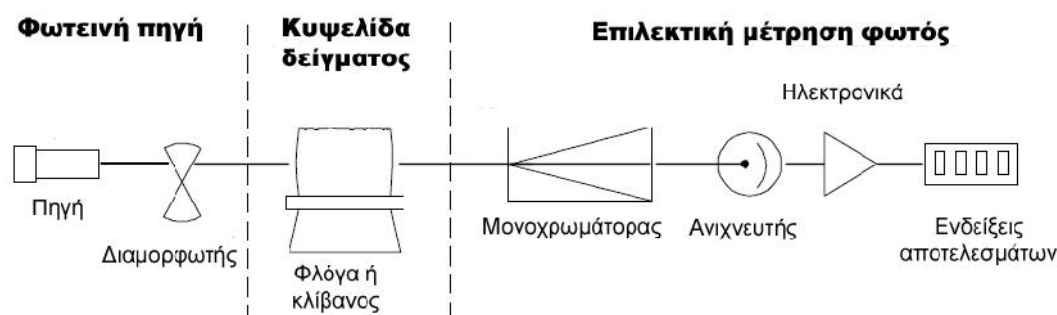 Φωτεινή πηγή
Κυψελίδα
δείγματος
Επιλεκτική μέτρηση φωτός
Ηλεκτρονικά
Πηγή
Διαμορφωτής
Φλόγα ή
κλίβανος
Μονοχρωμάτορας
Ανιχνευτής
Ενδείξεις
αποτελεσμάτων